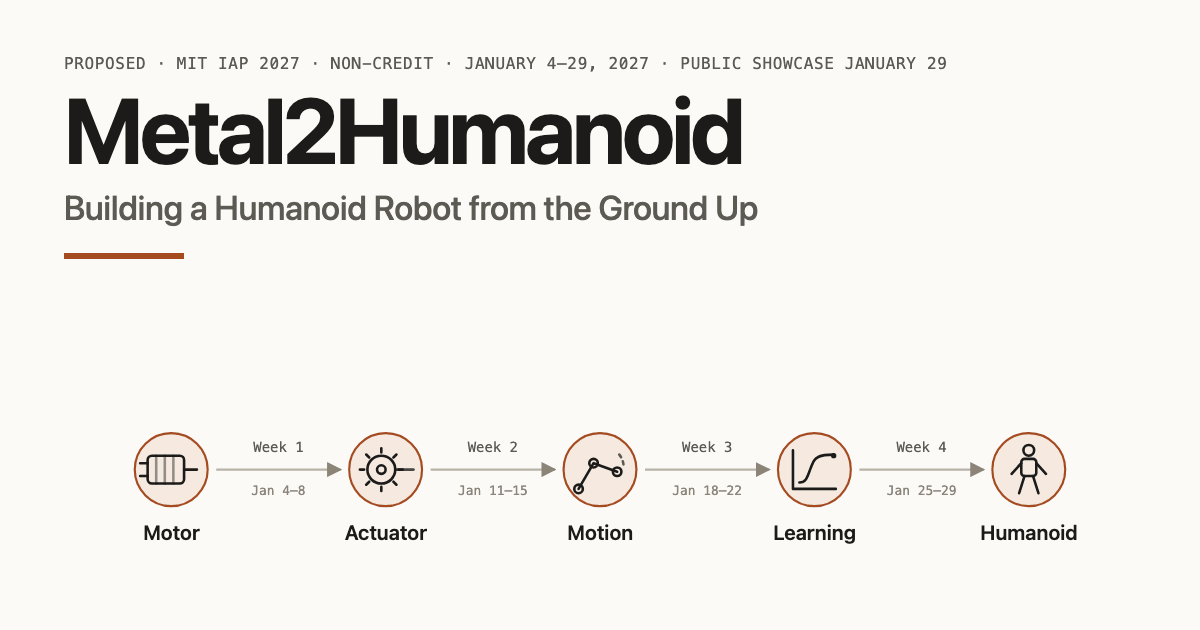 PROPOSED · MIT IAP 2027 · NON–CREDIT · JANUARY 4–29, 2027 · PUBLIC SHOWCASE JANUARY 29
Metal2Humanoid
Building a Humanoid Robot from the Ground Up
Week 1
Week 2
Week 3
Week 4
Jan 4–8
Jan 11–15
Jan 18–22
Jan 25–29
Motor
Actuator
Motion
Learning
Humanoid